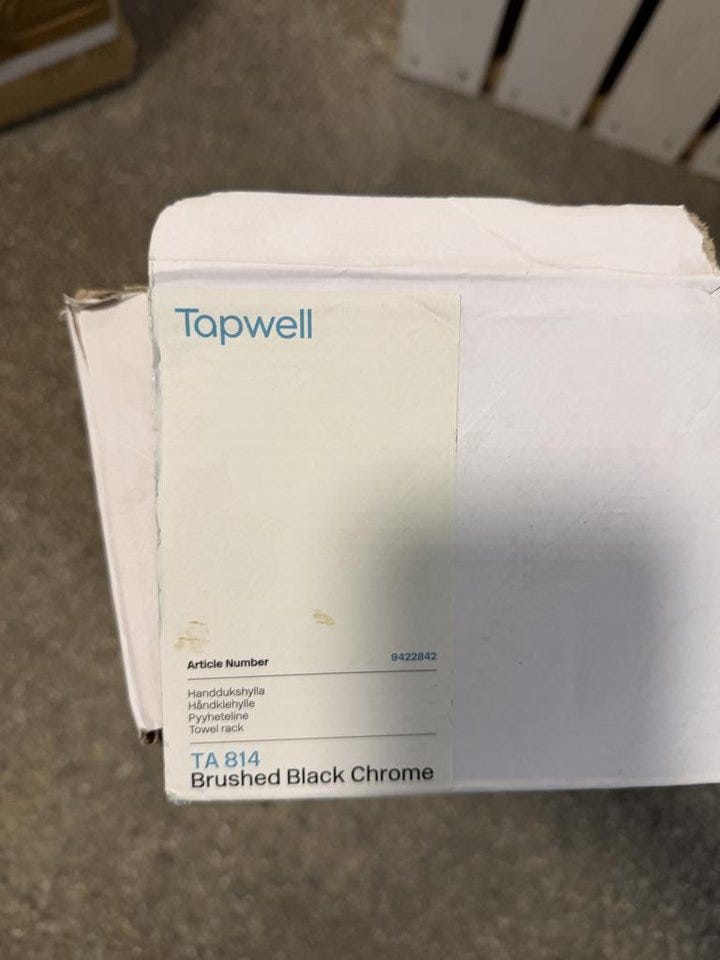 Tapwell
Article Number 9422842
Handdukshylla
Håndklehylle
Pyyheteline
Towel rack
TA 814
Brushed Black Chrome